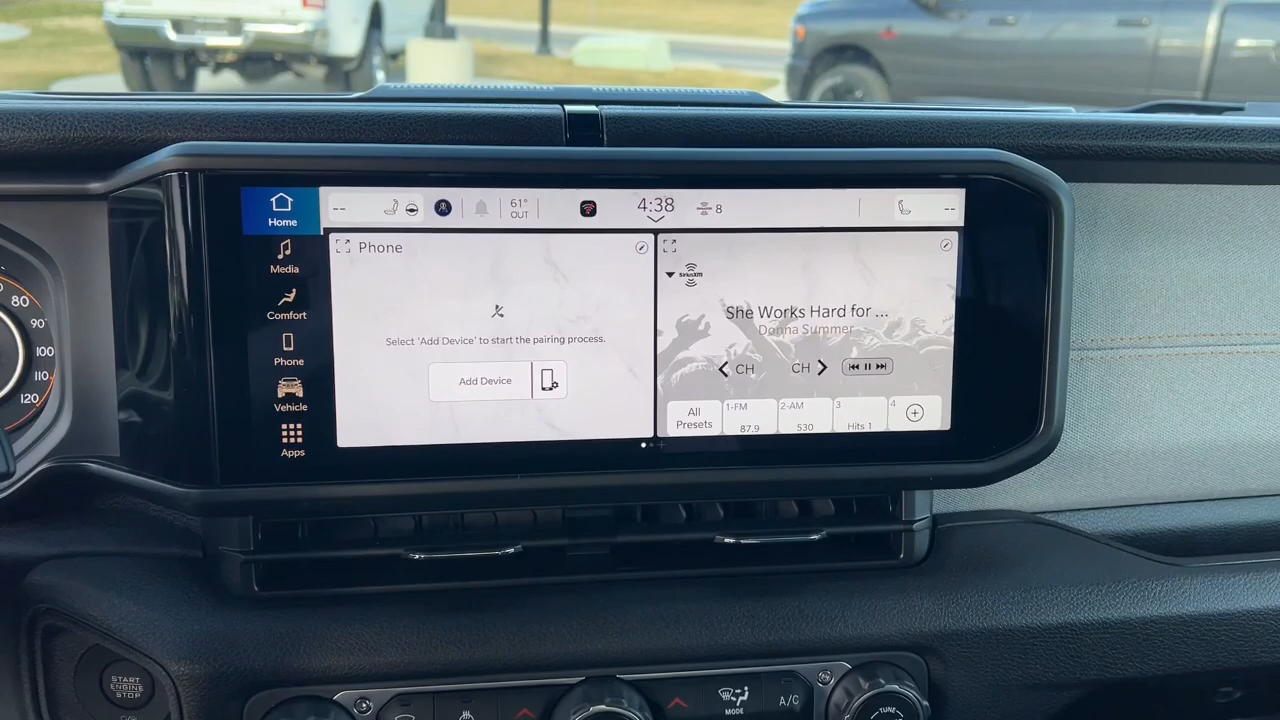 Home
Media
Comfort
Phone
Vehicle
Apps
--
61°
OUT
4:38
8
--
Phone
Select 'Add Device' to start the pairing process.
Add Device
SiriusXM
She Works Hard for ...
Donna Summer
CH
CH
All
Presets
1-FM
87.9
2-AM
530
3
Hits 1
4
80
90
100
110
120
START
ENGINE
STOP
MODE
A/C
TUNE